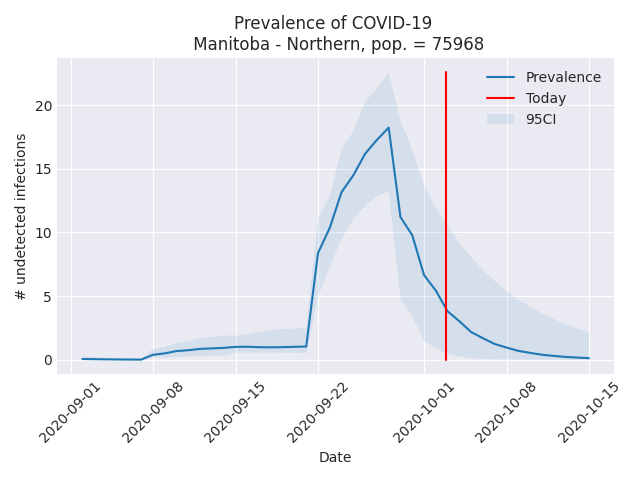 Prevalence of COVID-19
Manitoba - Northern, pop. = 75968
Prevalence
Today
95CI
# undetected infections
20
15
10
5
0
2020-09-01
2020-09-08
2020-09-15
2020-09-22
2020-10-01
2020-10-08
2020-10-15
Date